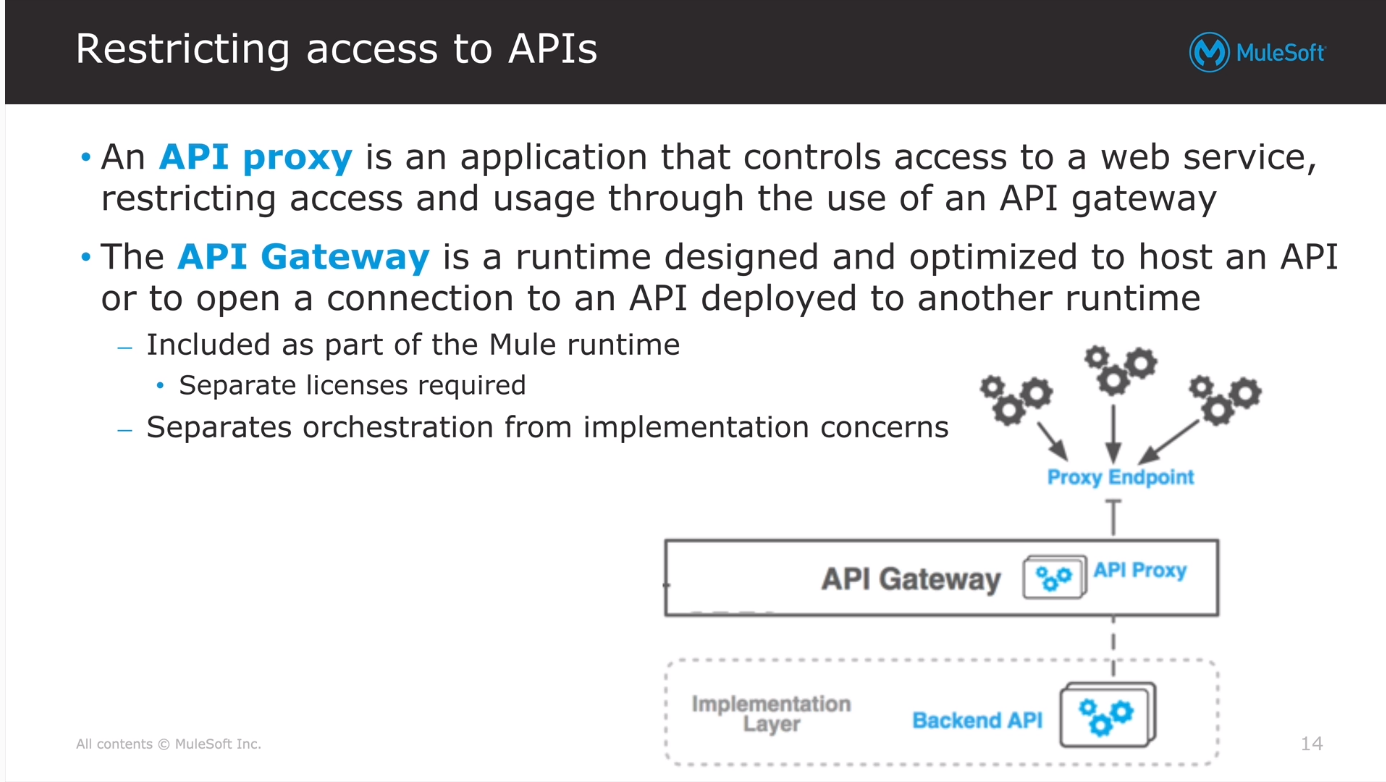 Restricting access to APIs
MuleSoft
• An API proxy is an application that controls access to a web service,
restricting access and usage through the use of an API gateway
• The API Gateway is a runtime designed and optimized to host an API
or to open a connection to an API deployed to another runtime
– Included as part of the Mule runtime
• Separate licenses required
– Separates orchestration from implementation concerns
Proxy Endpoint
API Gateway
API Proxy
Implementation
Layer
Backend API
All contents © MuleSoft Inc.
14